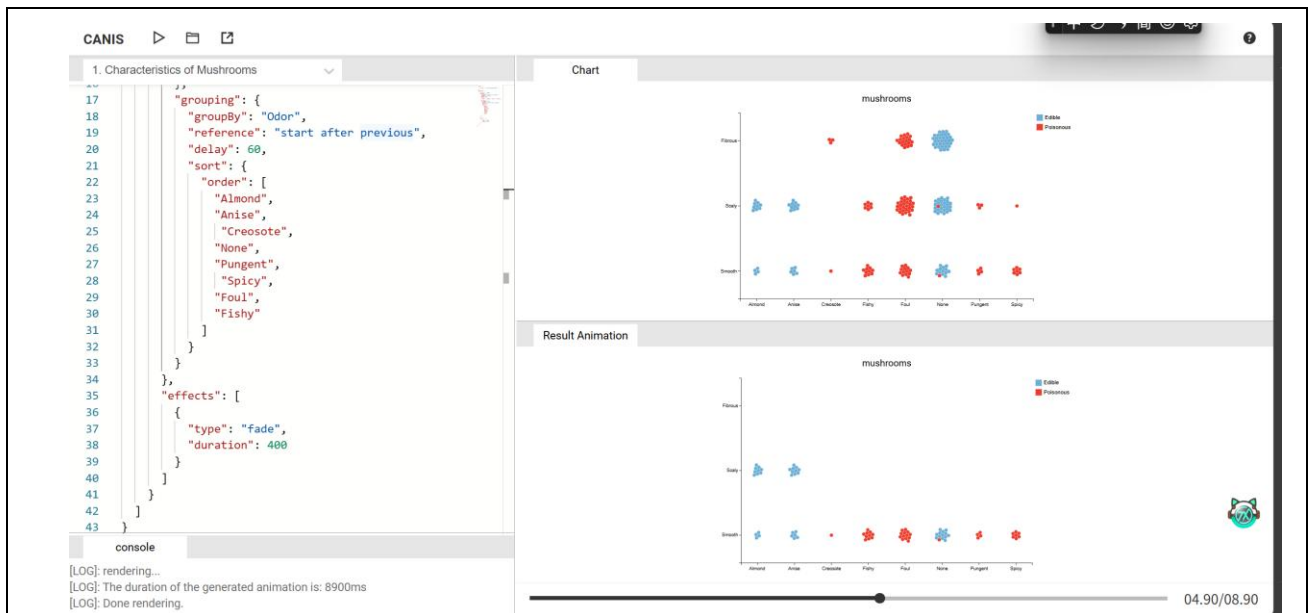 CANIS
1. Characteristics of Mushrooms
17 "grouping": {
18 "groupBy": "Odor",
19 "reference": "start after previous",
20 "delay": 60,
21 "sort": {
22 "order": [
23 "Almond",
24 "Anise",
25 "Creosote",
26 "None",
27 "Pungent",
28 "Spicy",
29 "Foul",
30 "Fishy"
31 ]
32 }
33 }
34 },
35 "effects": [
36 {
37 "type": "fade",
38 "duration": 400
39 }
40 ]
41 }
42 ]
43 }
console
[LOG]: rendering...
[LOG]: The duration of the generated animation is: 8900ms
[LOG]: Done rendering.
Chart
mushrooms
Edible
Poisonous
Fibrous
Scaly
Smooth
Almond Anise Creosote Fishy Foul None Pungent Spicy
Result Animation
mushrooms
Edible
Poisonous
Fibrous
Scaly
Smooth
Almond Anise Creosote Fishy Foul None Pungent Spicy
04.90/08.90